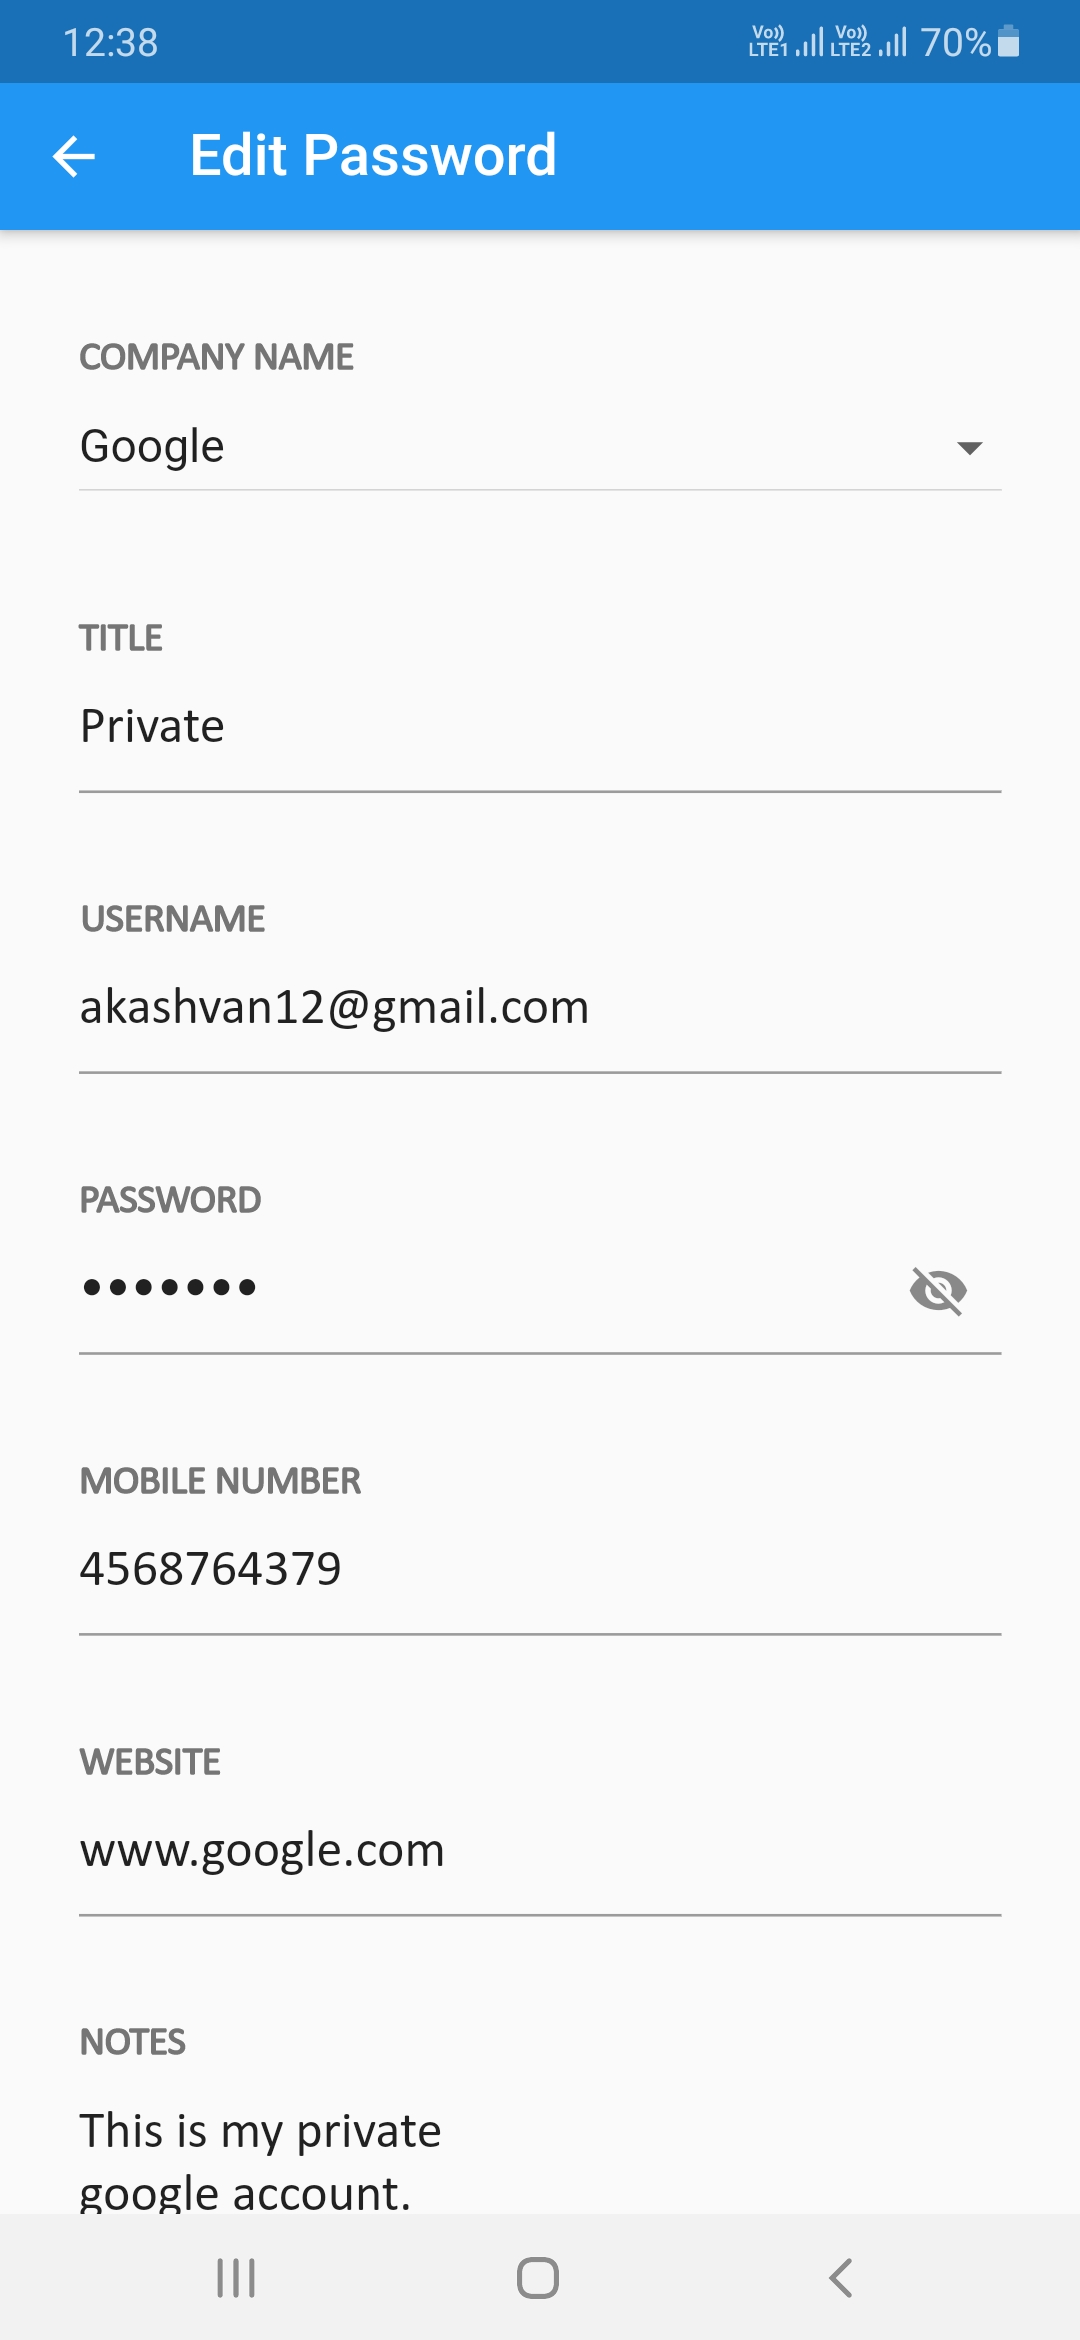 12:38 Vo)) LTE1 Vo)) LTE2 70%
Edit Password
COMPANY NAME
Google
TITLE
Private
USERNAME
akashvan12@gmail.com
PASSWORD
•••••••
MOBILE NUMBER
4568764379
WEBSITE
www.google.com
NOTES
This is my private
google account.